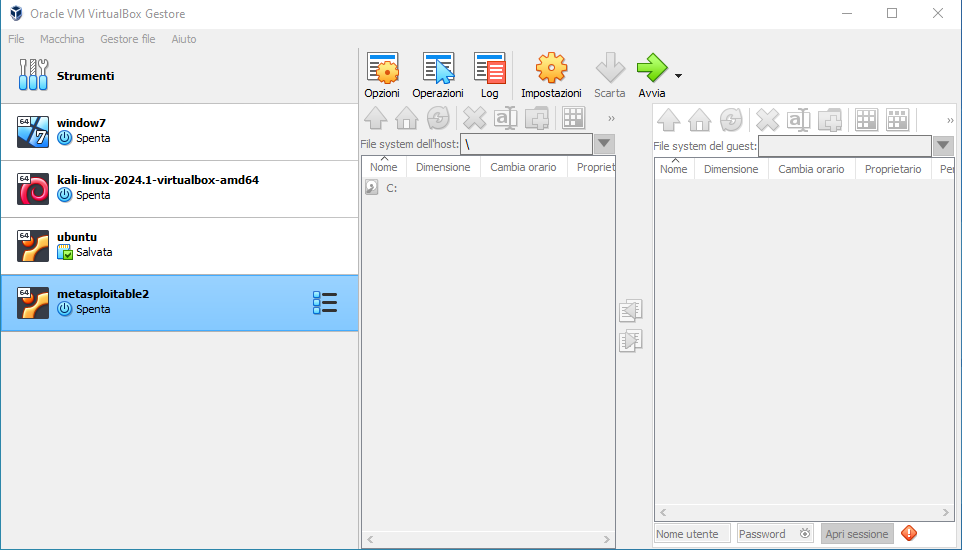 Oracle VM VirtualBox Gestore
File Macchina Gestore file Aiuto
Strumenti
64
window7
Spenta
64
kali-linux-2024.1-virtualbox-amd64
Spenta
64
ubuntu
Salvata
64
metasploitable2
Spenta
Opzioni Operazioni Log Impostazioni Scarta Avvia
»
File system dell'host: \
Nome Dimensione Cambia orario Propriet
C:
»
File system del guest:
Nome Dimensione Cambia orario Proprietario Per
Nome utente Password Apri sessione